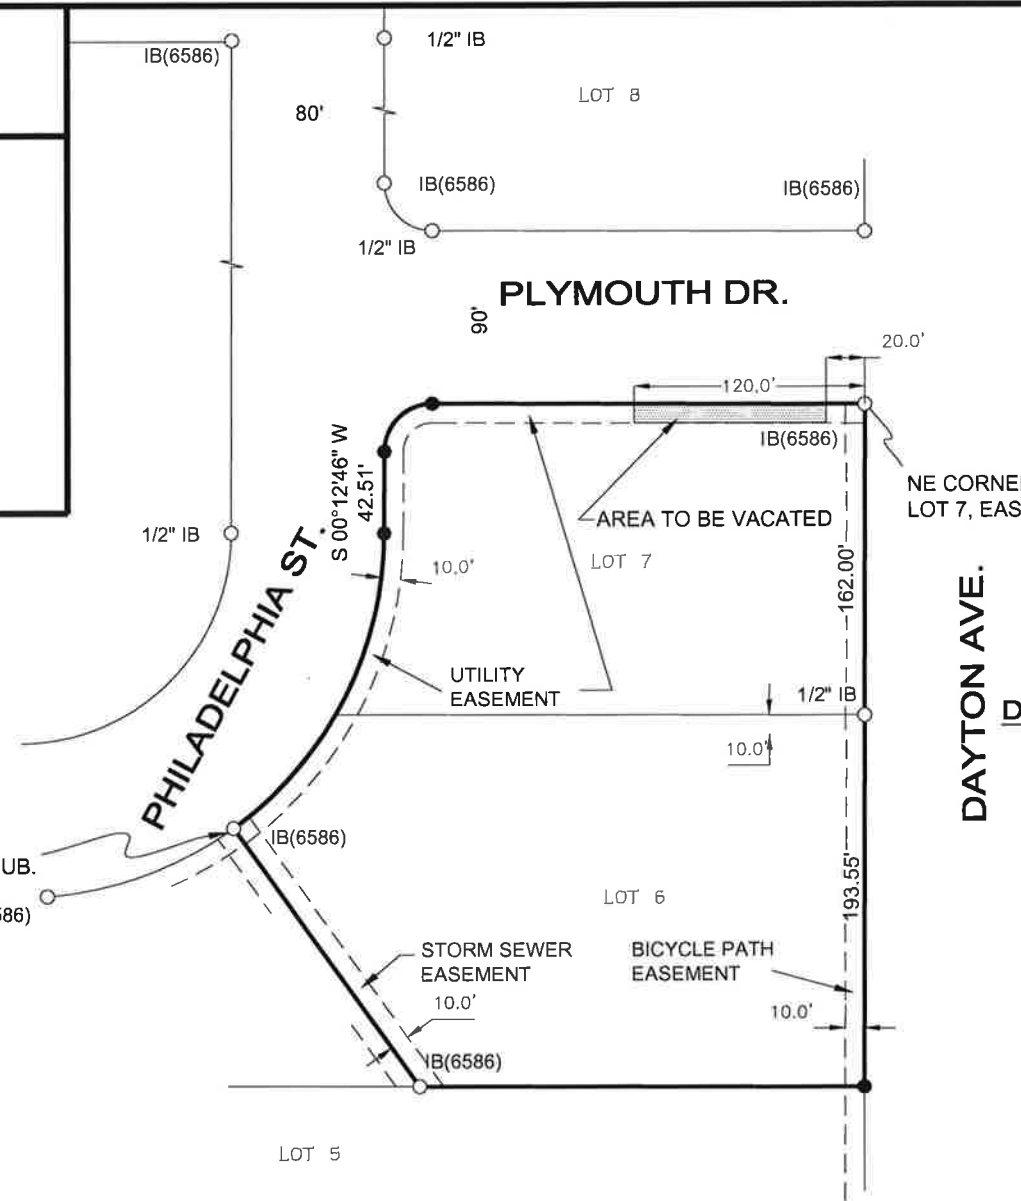 IB(6586)
1/2" IB
80'
LOT 8
IB(6586)
IB(6586)
1/2" IB
PLYMOUTH DR.
90'
20.0'
120.0'
IB(6586)
S 00°12'46" W
42.51'
NE CORNE
LOT 7, EAS
AREA TO BE VACATED
1/2" IB
LOT 7
10.0'
162.00'
PHILADELPHIA ST.
DAYTON AVE.
UTILITY
EASEMENT
1/2" IB
D
10.0'
IB(6586)
UB.
586)
193.55'
LOT 6
STORM SEWER
EASEMENT
BICYCLE PATH
EASEMENT
10.0'
10.0'
IB(6586)
LOT 5